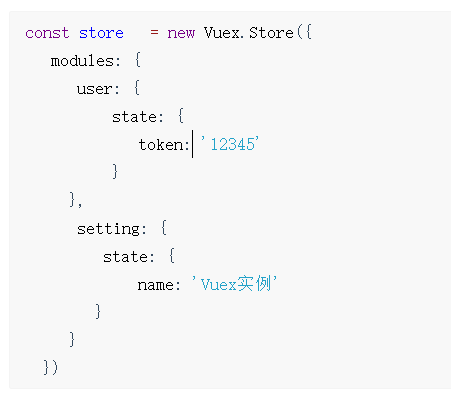 const store   = new Vuex.Store({
   modules: {
      user: {
          state: {
             token: '12345'
          }
     },
      setting: {
         state: {
             name: 'Vuex实例'
        }
     }
  })